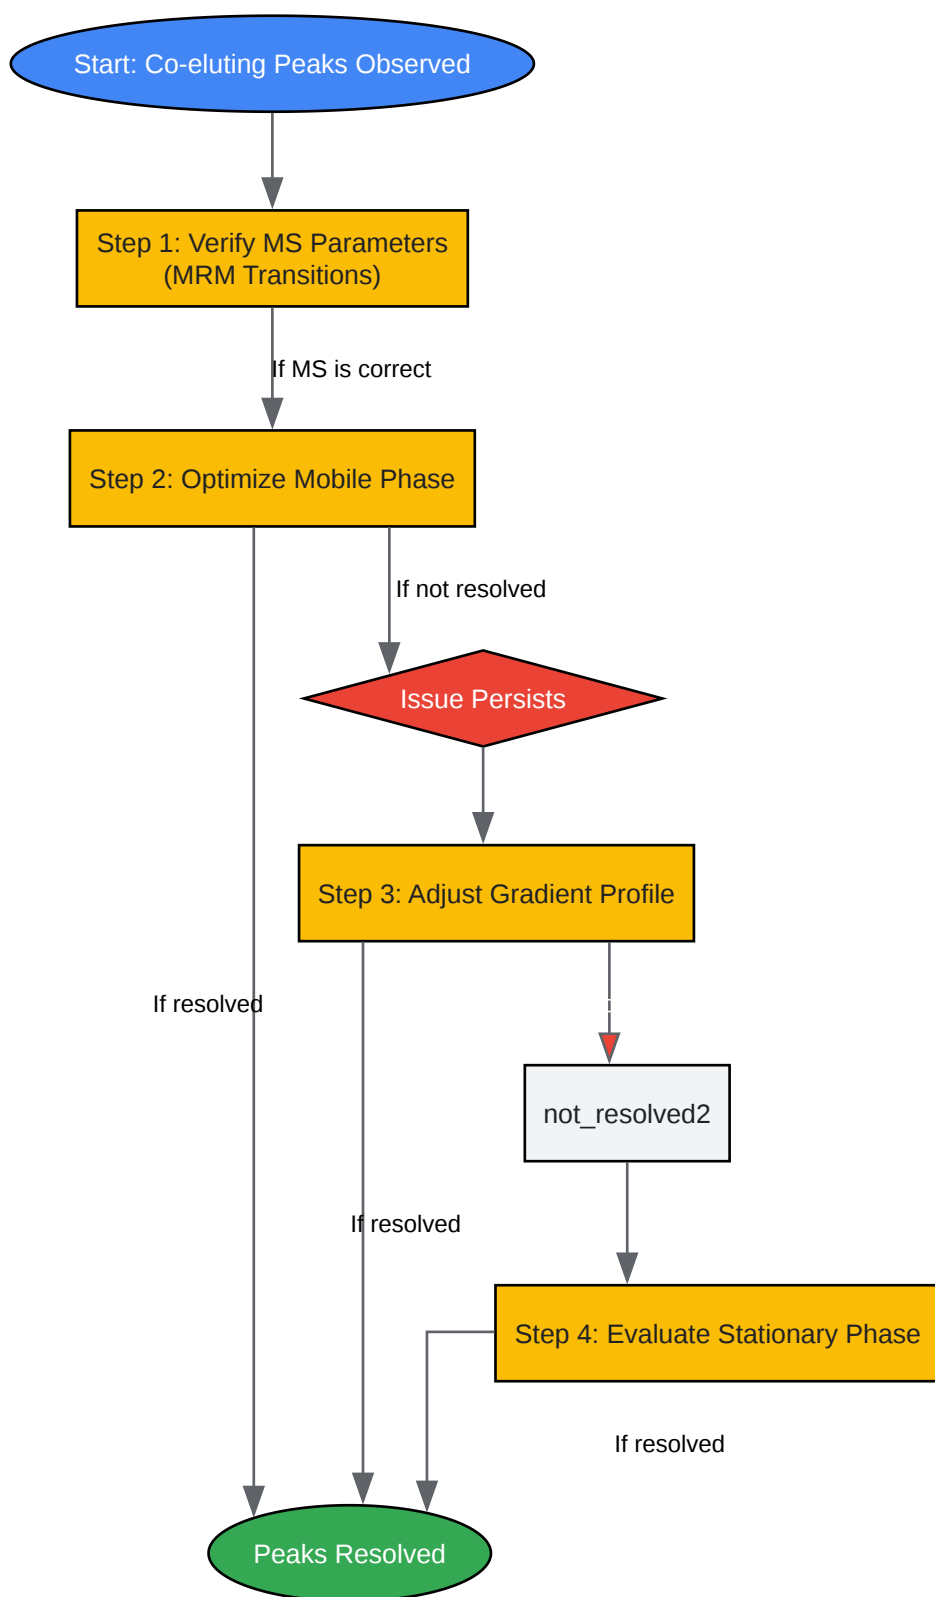 Start: Co-eluting Peaks Observed
Step 1: Verify MS Parameters
(MRM Transitions)
If MS is correct
Step 2: Optimize Mobile Phase
If not resolved
Issue Persists
Step 3: Adjust Gradient Profile
If resolved
not_resolved2
If resolved
Step 4: Evaluate Stationary Phase
If resolved
Peaks Resolved